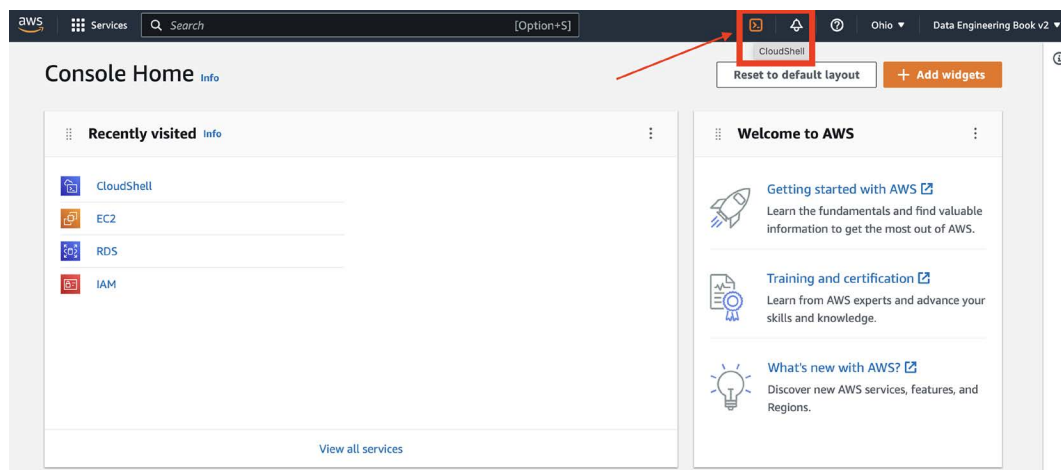 aws Services Search [Option+S] Ohio ▼ Data Engineering Book v2 ▼
CloudShell
Console Home Info
Reset to default layout
+ Add widgets
Recently visited Info
CloudShell
EC2
RDS
IAM
View all services
Welcome to AWS
Getting started with AWS
Learn the fundamentals and find valuable
information to get the most out of AWS.
Training and certification
Learn from AWS experts and advance your
skills and knowledge.
What's new with AWS?
Discover new AWS services, features, and
Regions.